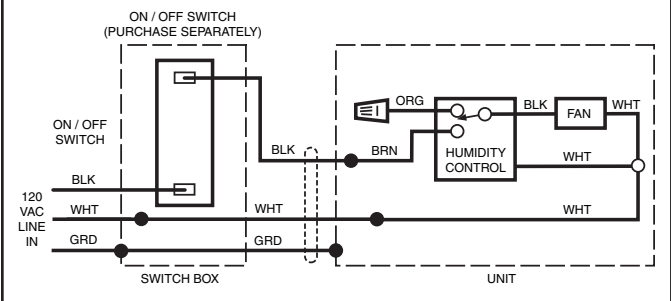 ON / OFF SWITCH
(PURCHASE SEPARATELY)
ON / OFF
SWITCH
BLK
120
VAC
LINE
IN
WHT
GRD
BLK
WHT
GRD
SWITCH BOX
ORG
BRN
HUMIDITY
CONTROL
BLK
FAN
WHT
WHT
WHT
UNIT